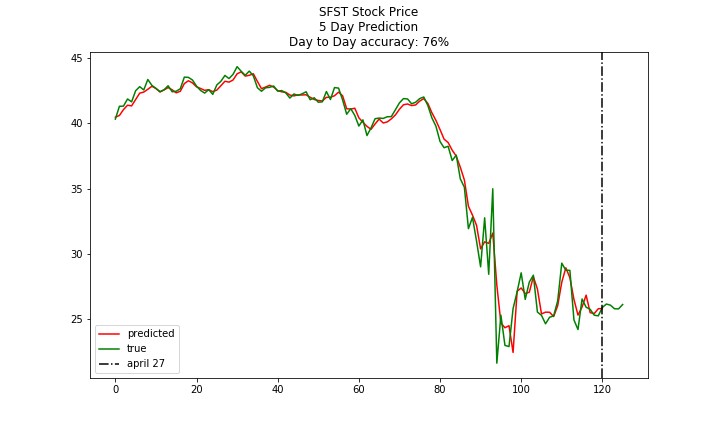 SFST Stock Price
5 Day Prediction
Day to Day accuracy: 76%
45
40
35
30
25
predicted
true
april 27
0 20 40 60 80 100 120